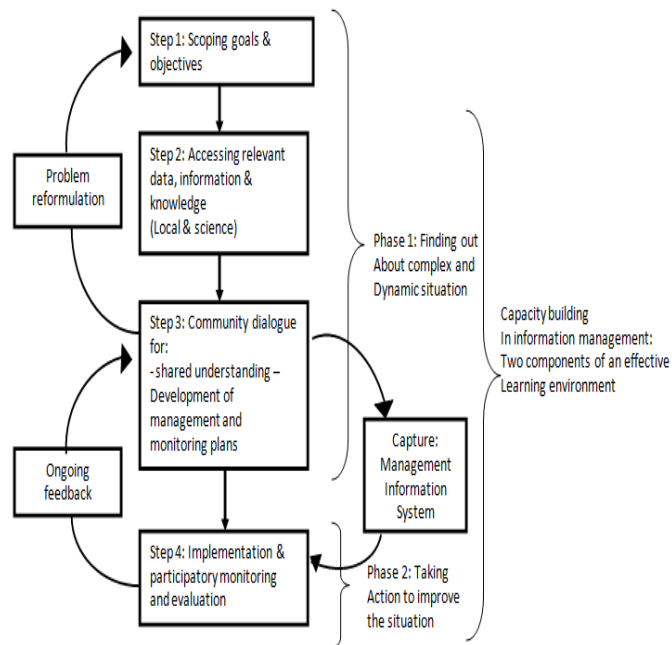 Step 1: Scoping goals &
objectives
Step 2: Accessing relevant
data, information &
knowledge
(Local & science)
Problem
reformulation
Phase 1: Finding out
About complex and
Dynamic situation
Capacity building
In information management:
Two components of an effective
Learning environment
Step 3: Community dialogue
for:
- shared understanding –
Development of
management and
monitoring plans
Capture:
Management
Information
System
Ongoing
feedback
Step 4: Implementation &
participatory monitoring
and evaluation
Phase 2: Taking
Action to improve
the situation